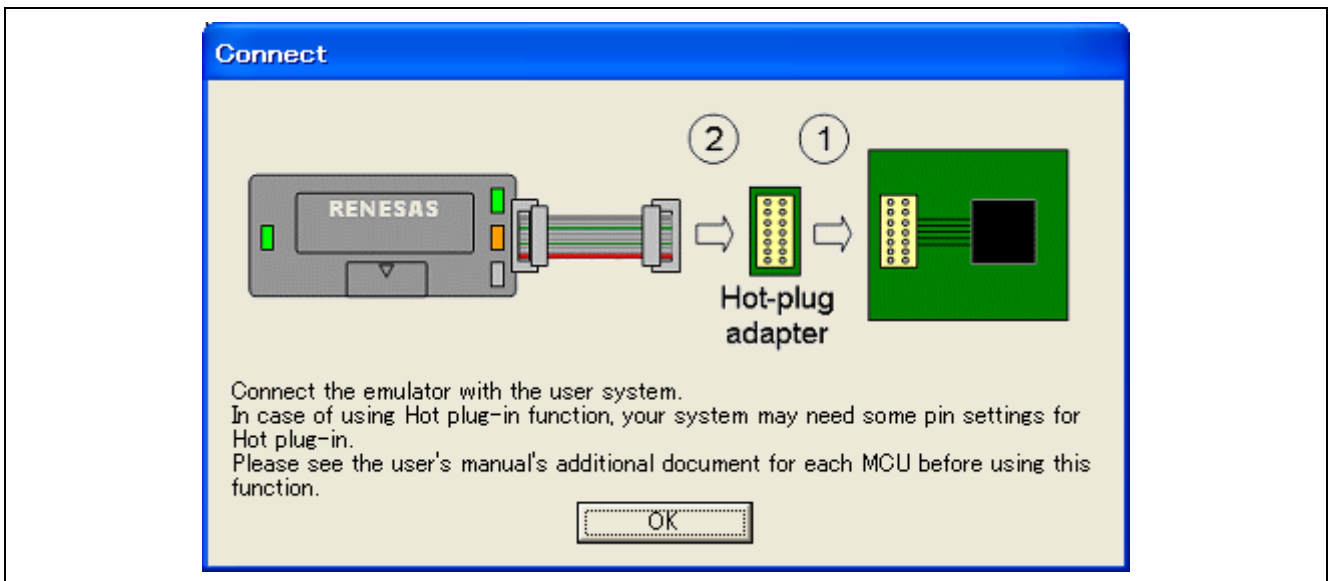 Connect
2
1
RENESAS
Hot-plug
adapter
Connect the emulator with the user system.
In case of using Hot plug-in function, your system may need some pin settings for
Hot plug-in.
Please see the user's manual's additional document for each MCU before using this
function.
OK